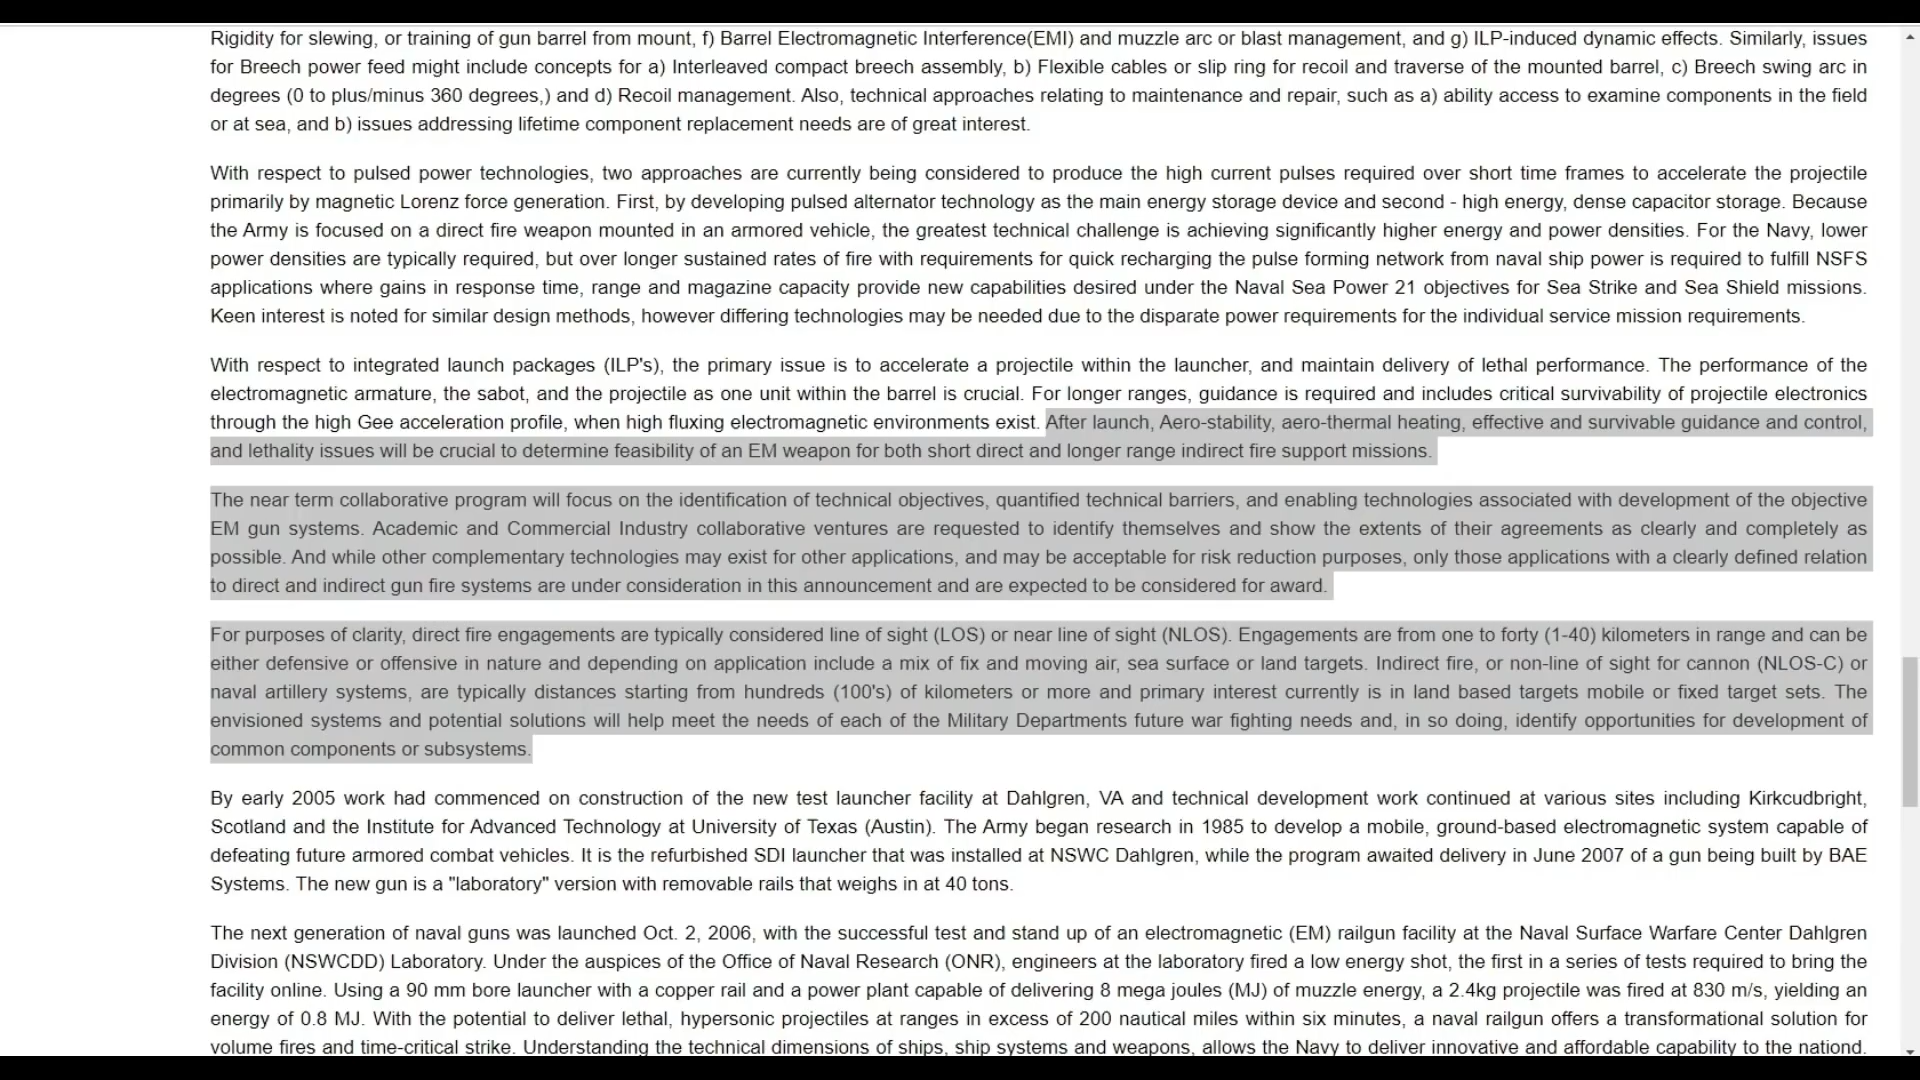 Rigidity for slewing, or training of gun barrel from mount, f) Barrel Electromagnetic Interference(EMI) and muzzle arc or blast management, and g) ILP-induced dynamic effects. Similarly, issues
for Breech power feed might include concepts for a) Interleaved compact breech assembly, b) Flexible cables or slip ring for recoil and traverse of the mounted barrel, c) Breech swing arc in
degrees (0 to plus/minus 360 degrees,) and d) Recoil management. Also, technical approaches relating to maintenance and repair, such as a) ability access to examine components in the field
or at sea, and b) issues addressing lifetime component replacement needs are of great interest.
With respect to pulsed power technologies, two approaches are currently being considered to produce the high current pulses required over short time frames to accelerate the projectile
primarily by magnetic Lorenz force generation. First, by developing pulsed alternator technology as the main energy storage device and second - high energy, dense capacitor storage. Because
the Army is focused on a direct fire weapon mounted in an armored vehicle, the greatest technical challenge is achieving significantly higher energy and power densities. For the Navy, lower
power densities are typically required, but over longer sustained rates of fire with requirements for quick recharging the pulse forming network from naval ship power is required to fulfill NSFS
applications where gains in response time, range and magazine capacity provide new capabilities desired under the Naval Sea Power 21 objectives for Sea Strike and Sea Shield missions.
Keen interest is noted for similar design methods, however differing technologies may be needed due to the disparate power requirements for the individual service mission requirements.
With respect to integrated launch packages (ILP's), the primary issue is to accelerate a projectile within the launcher, and maintain delivery of lethal performance. The performance of the
electromagnetic armature, the sabot, and the projectile as one unit within the barrel is crucial. For longer ranges, guidance is required and includes critical survivability of projectile electronics
through the high Gee acceleration profile, when high fluxing electromagnetic environments exist. After launch, Aero-stability, aero-thermal heating, effective and survivable guidance and control,
and lethality issues will be crucial to determine feasibility of an EM weapon for both short direct and longer range indirect fire support missions.
The near term collaborative program will focus on the identification of technical objectives, quantified technical barriers, and enabling technologies associated with development of the objective
EM gun systems. Academic and Commercial Industry collaborative ventures are requested to identify themselves and show the extents of their agreements as clearly and completely as
possible. And while other complementary technologies may exist for other applications, and may be acceptable for risk reduction purposes, only those applications with a clearly defined relation
to direct and indirect gun fire systems are under consideration in this announcement and are expected to be considered for award.
For purposes of clarity, direct fire engagements are typically considered line of sight (LOS) or near line of sight (NLOS). Engagements are from one to forty (1-40) kilometers in range and can be
either defensive or offensive in nature and depending on application include a mix of fix and moving air, sea surface or land targets. Indirect fire, or non-line of sight for cannon (NLOS-C) or
naval artillery systems, are typically distances starting from hundreds (100's) of kilometers or more and primary interest currently is in land based targets mobile or fixed target sets. The
envisioned systems and potential solutions will help meet the needs of each of the Military Departments future war fighting needs and, in so doing, identify opportunities for development of
common components or subsystems.
By early 2005 work had commenced on construction of the new test launcher facility at Dahlgren, VA and technical development work continued at various sites including Kirkcudbright,
Scotland and the Institute for Advanced Technology at University of Texas (Austin). The Army began research in 1985 to develop a mobile, ground-based electromagnetic system capable of
defeating future armored combat vehicles. It is the refurbished SDI launcher that was installed at NSWC Dahlgren, while the program awaited delivery in June 2007 of a gun being built by BAE
Systems. The new gun is a "laboratory" version with removable rails that weighs in at 40 tons.
The next generation of naval guns was launched Oct. 2, 2006, with the successful test and stand up of an electromagnetic (EM) railgun facility at the Naval Surface Warfare Center Dahlgren
Division (NSWCDD) Laboratory. Under the auspices of the Office of Naval Research (ONR), engineers at the laboratory fired a low energy shot, the first in a series of tests required to bring the
facility online. Using a 90 mm bore launcher with a copper rail and a power plant capable of delivering 8 mega joules (MJ) of muzzle energy, a 2.4kg projectile was fired at 830 m/s, yielding an
energy of 0.8 MJ. With the potential to deliver lethal, hypersonic projectiles at ranges in excess of 200 nautical miles within six minutes, a naval railgun offers a transformational solution for
volume fires and time-critical strike. Understanding the technical dimensions of ships, ship systems and weapons, allows the Navy to deliver innovative and affordable capability to the nationd.